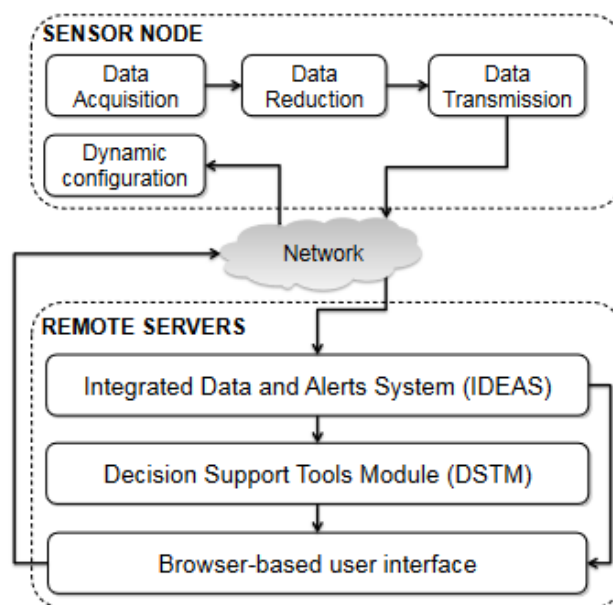 SENSOR NODE
Data
Acquisition
Data
Reduction
Data
Transmission
Dynamic
configuration
Network
REMOTE SERVERS
Integrated Data and Alerts System (IDEAS)
Decision Support Tools Module (DSTM)
Browser-based user interface